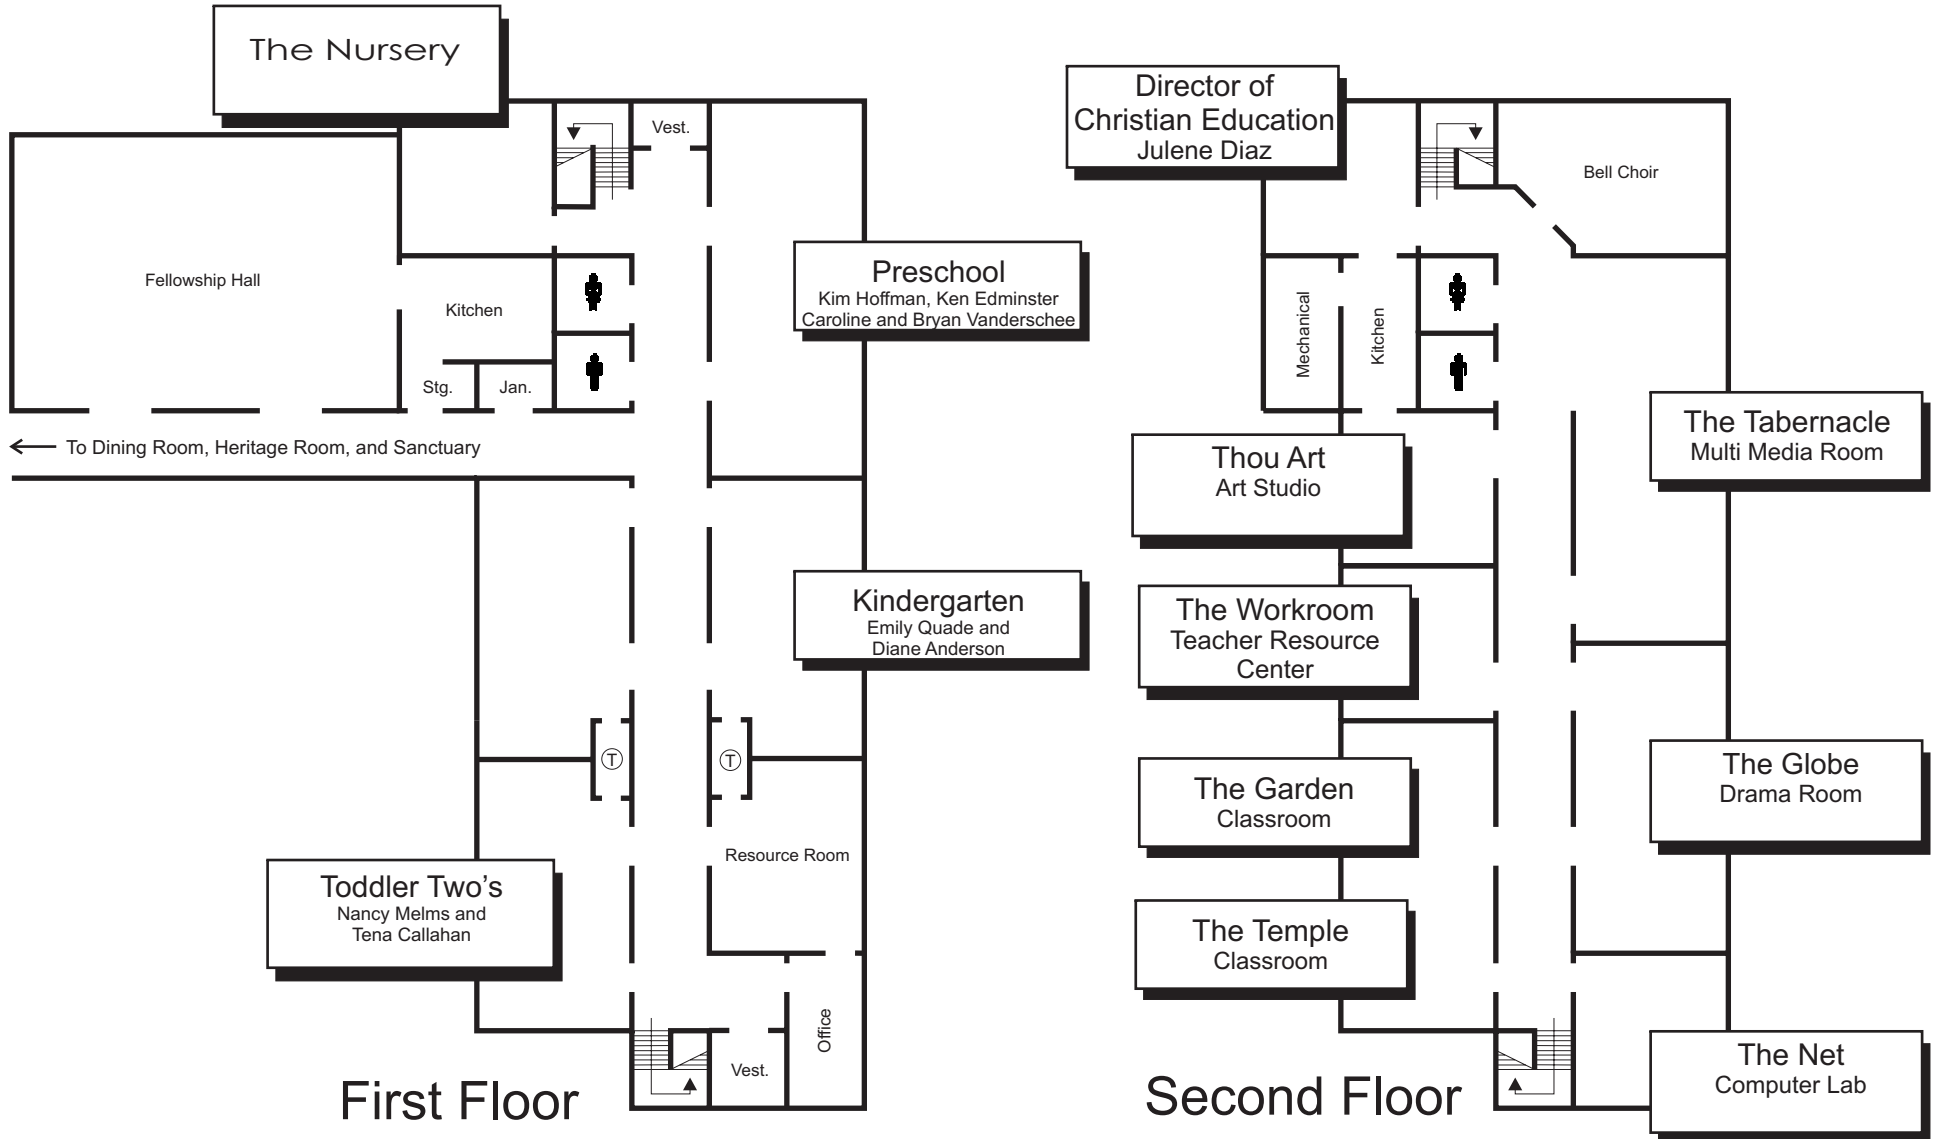 The Nursery
Vest.
Fellowship Hall
Kitchen
Stg.
Jan.
Preschool
Kim Hoffman, Ken Edminster
Caroline and Bryan Vanderschee
To Dining Room, Heritage Room, and Sanctuary
Kindergarten
Emily Quade and
Diane Anderson
T
T
Resource Room
Toddler Two's
Nancy Melms and
Tena Callahan
Office
Vest.
First Floor
Director of
Christian Education
Julene Diaz
Bell Choir
Mechanical
Kitchen
The Tabernacle
Multi Media Room
Thou Art
Art Studio
The Workroom
Teacher Resource
Center
The Garden
Classroom
The Globe
Drama Room
The Temple
Classroom
The Net
Computer Lab
Second Floor